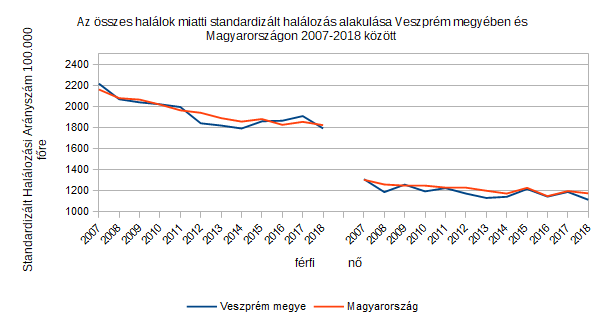 Az összes halálok miatti standardizált halálozás alakulása Veszprém megyében és
Magyarországon 2007-2018 között
Standardizált Halálozási Arányszám 100.000
főre
2400
2200
2000
1800
1600
1400
1200
1000
2007 2008 2009 2010 2011 2012 2013 2014 2015 2016 2017 2018 2007 2008 2009 2010 2011 2012 2013 2014 2015 2016 2017 2018
férfi nő
Veszprém megye Magyarország